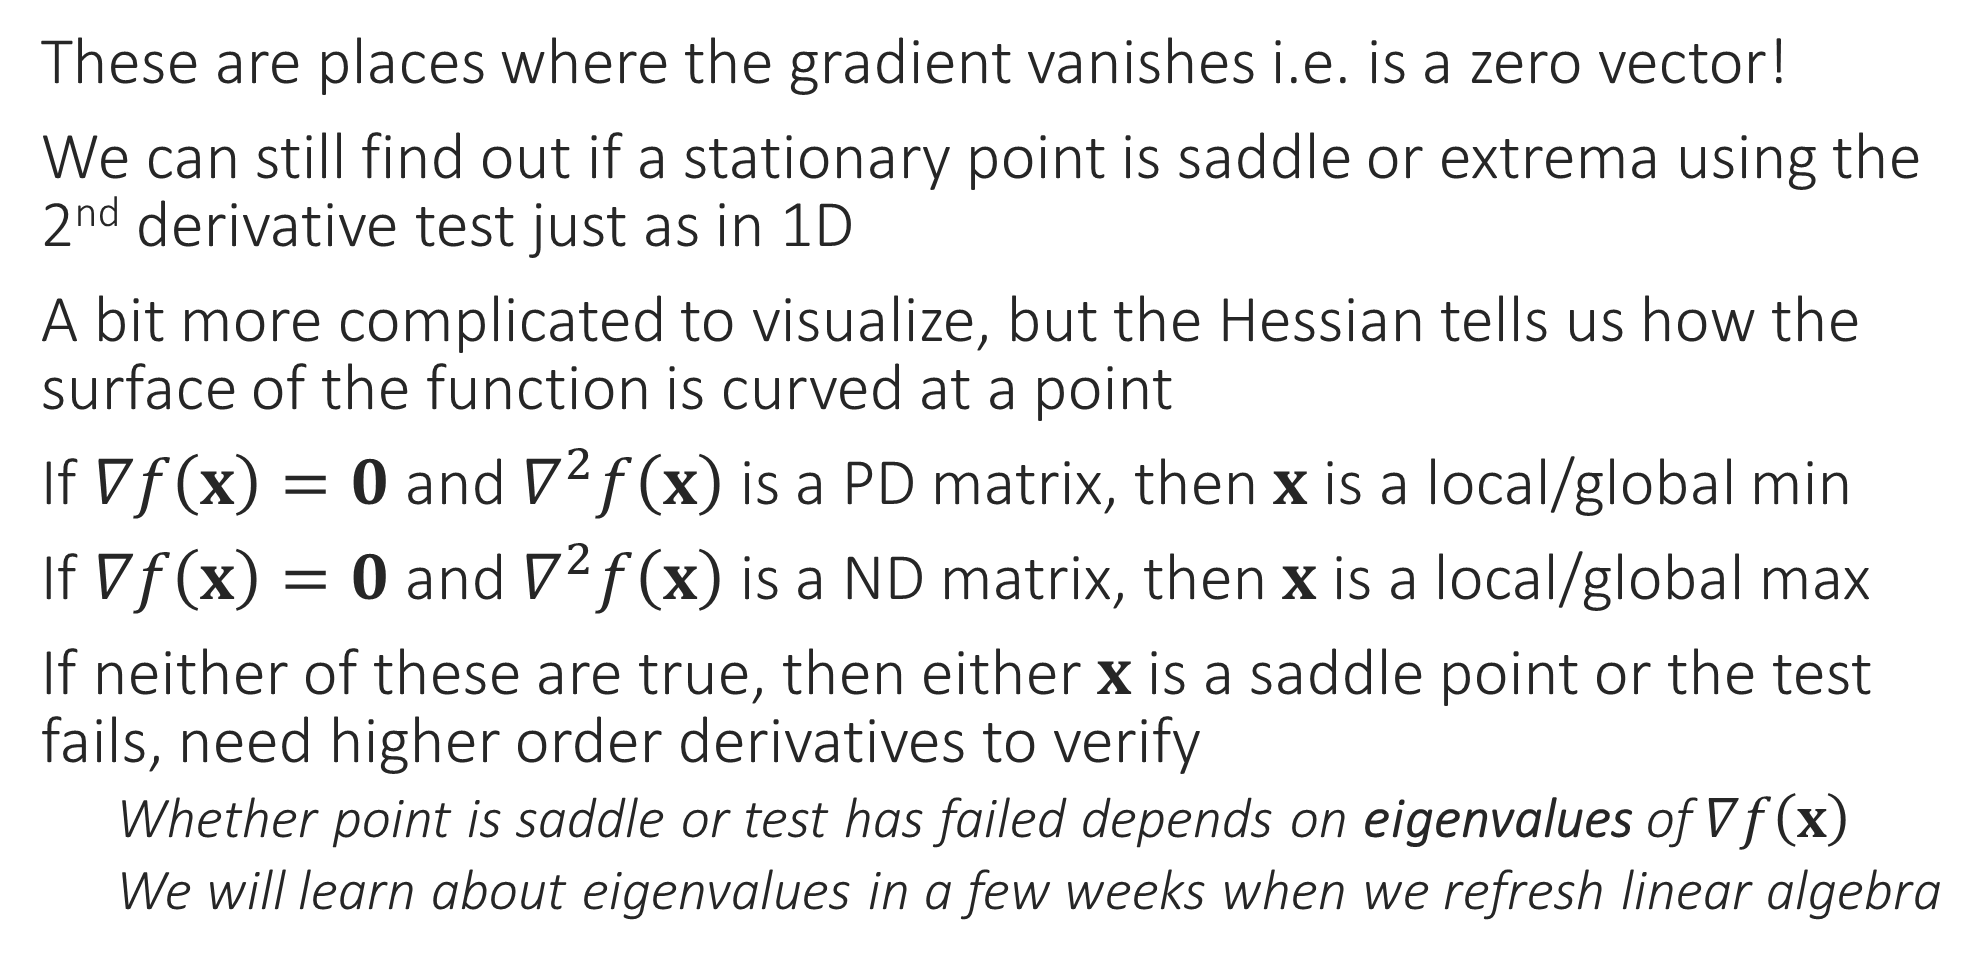 These are places where the gradient vanishes i.e. is a zero vector!
We can still find out if a stationary point is saddle or extrema using the
2ⁿᵈ derivative test just as in 1D
A bit more complicated to visualize, but the Hessian tells us how the
surface of the function is curved at a point
If ∇f(𝐱) = 𝟎 and ∇²f(𝐱) is a PD matrix, then 𝐱 is a local/global min
If ∇f(𝐱) = 𝟎 and ∇²f(𝐱) is a ND matrix, then 𝐱 is a local/global max
If neither of these are true, then either 𝐱 is a saddle point or the test
fails, need higher order derivatives to verify
Whether point is saddle or test has failed depends on eigenvalues of ∇f(𝐱)
We will learn about eigenvalues in a few weeks when we refresh linear algebra